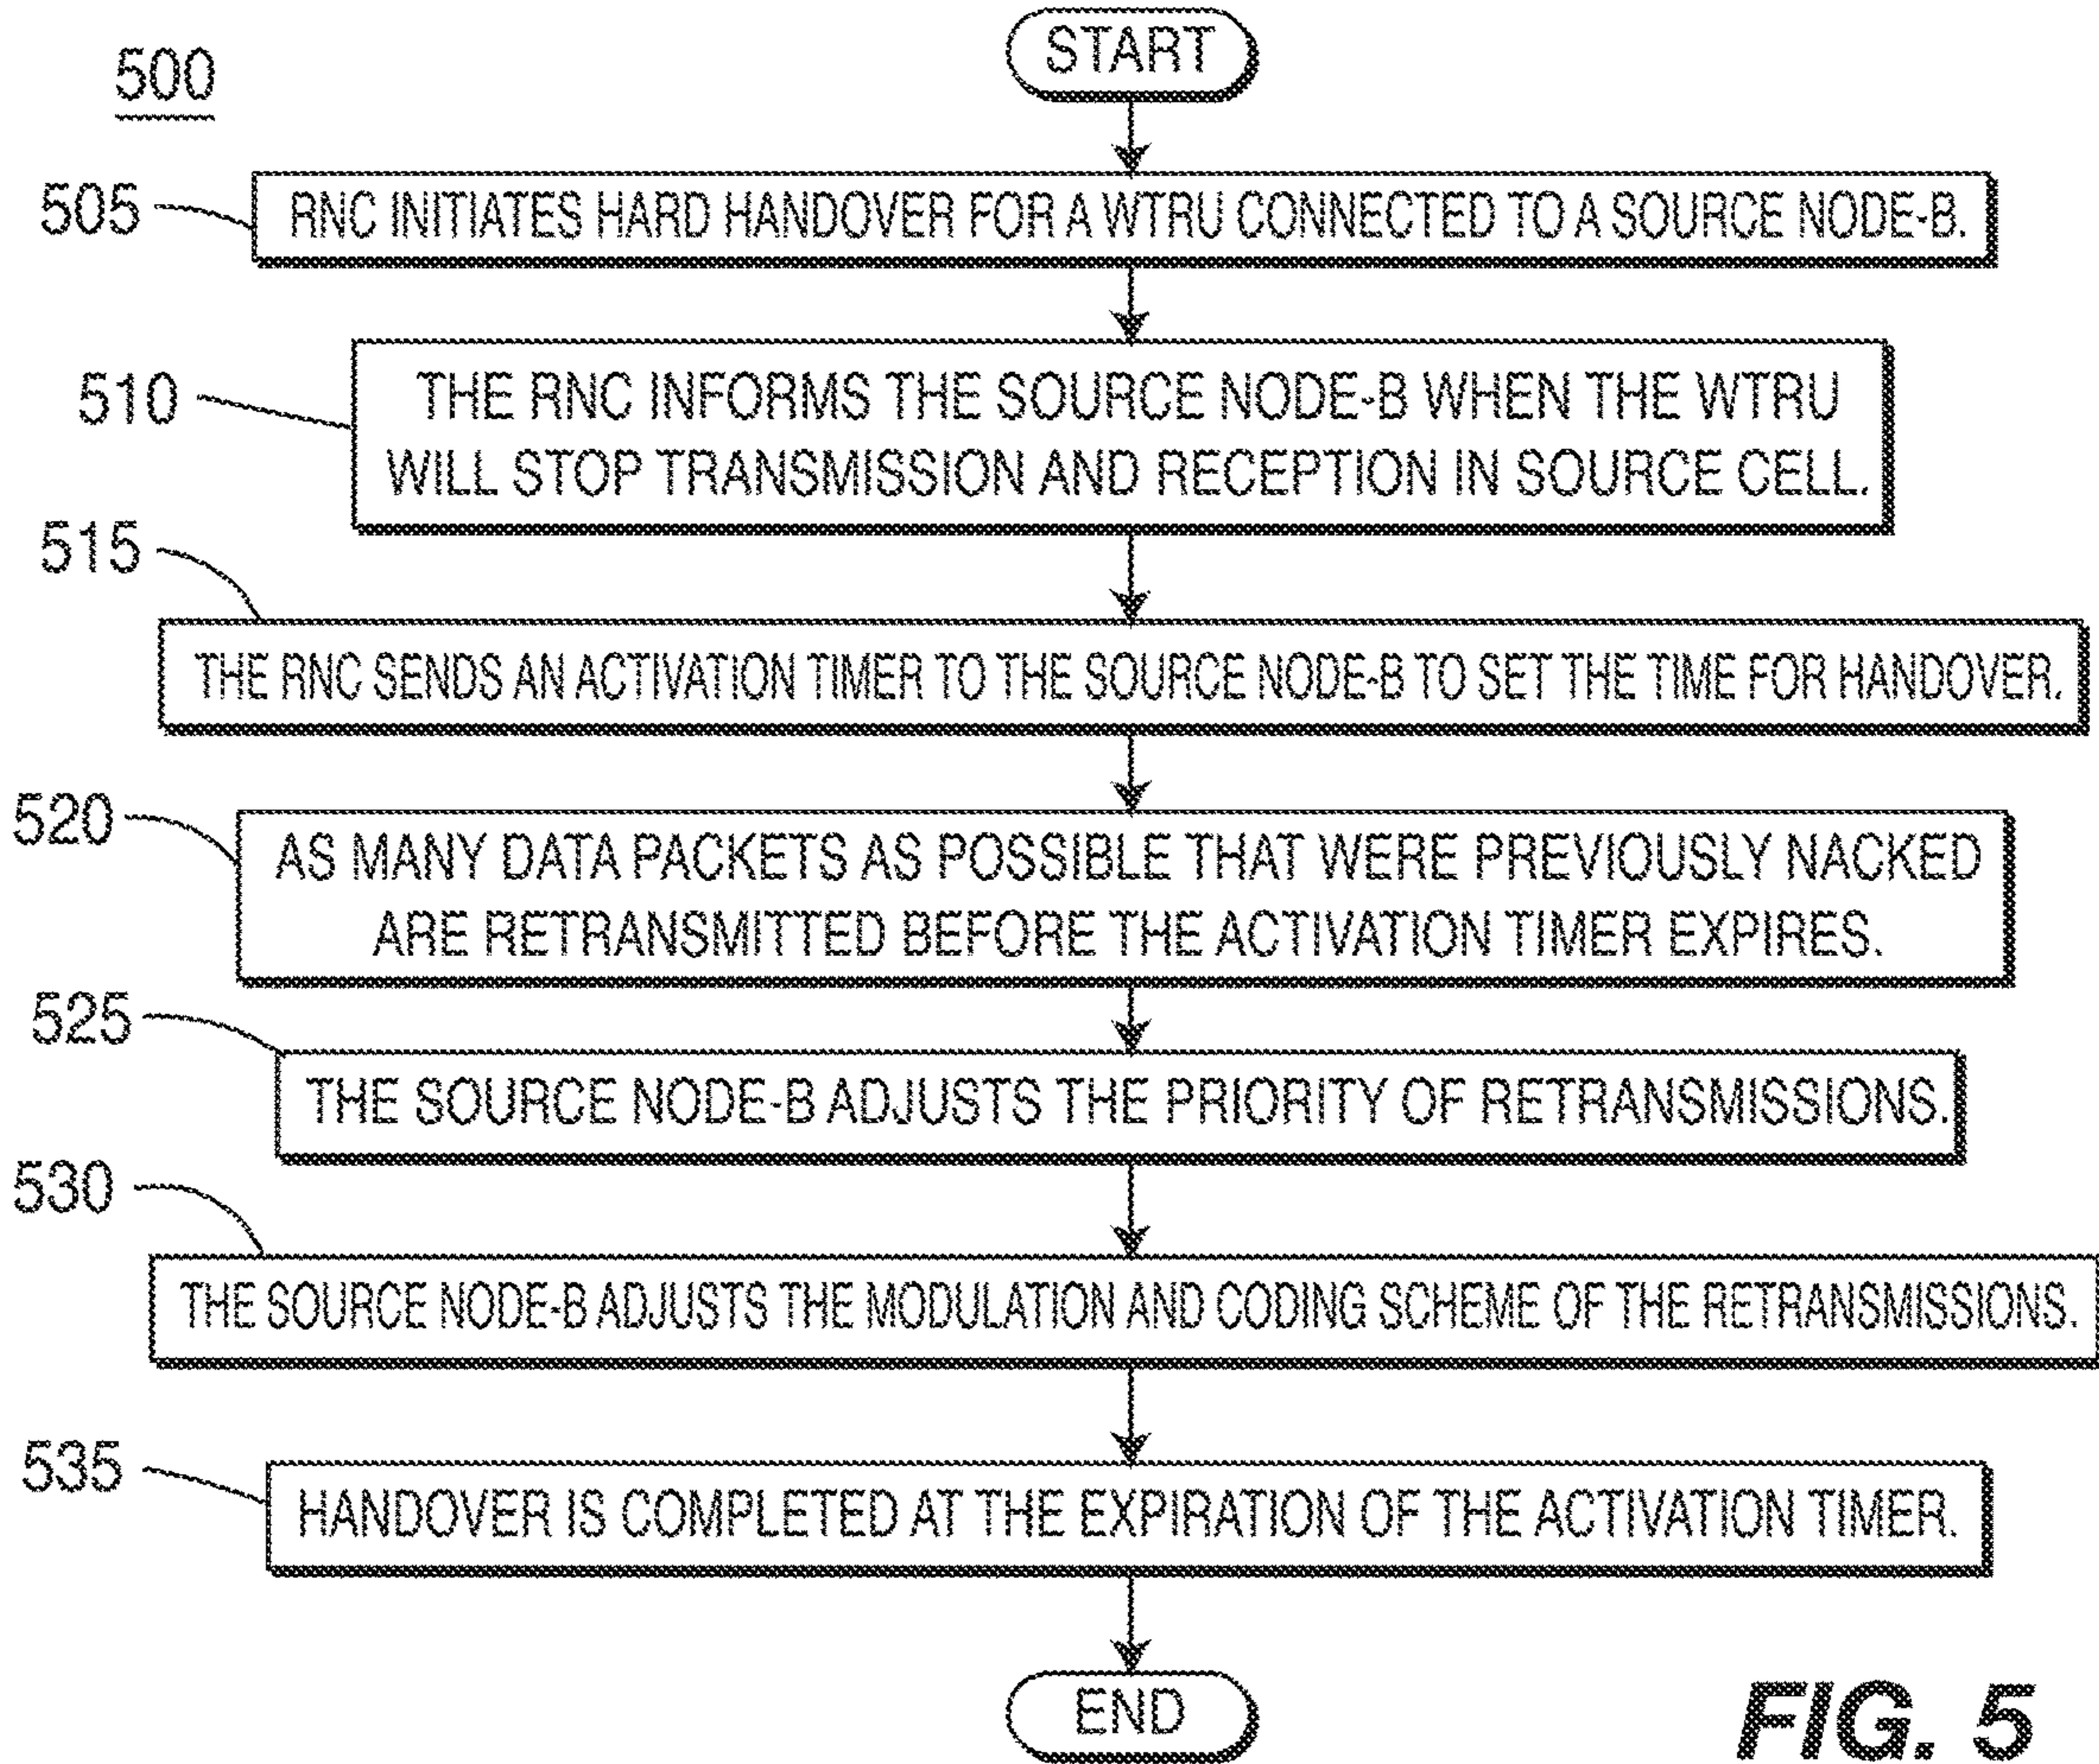 500
START
505
RNC INITIATES HARD HANDOVER FOR A WTRU CONNECTED TO A SOURCE NODE-B.
510
THE RNC INFORMS THE SOURCE NODE-B WHEN THE WTRU
WILL STOP TRANSMISSION AND RECEPTION IN SOURCE CELL.
515
THE RNC SENDS AN ACTIVATION TIMER TO THE SOURCE NODE-B TO SET THE TIME FOR HANDOVER.
520
AS MANY DATA PACKETS AS POSSIBLE THAT WERE PREVIOUSLY NACKED
ARE RETRANSMITTED BEFORE THE ACTIVATION TIMER EXPIRES.
525
THE SOURCE NODE-B ADJUSTS THE PRIORITY OF RETRANSMISSIONS.
530
THE SOURCE NODE-B ADJUSTS THE MODULATION AND CODING SCHEME OF THE RETRANSMISSIONS.
535
HANDOVER IS COMPLETED AT THE EXPIRATION OF THE ACTIVATION TIMER.
END
FIG. 5